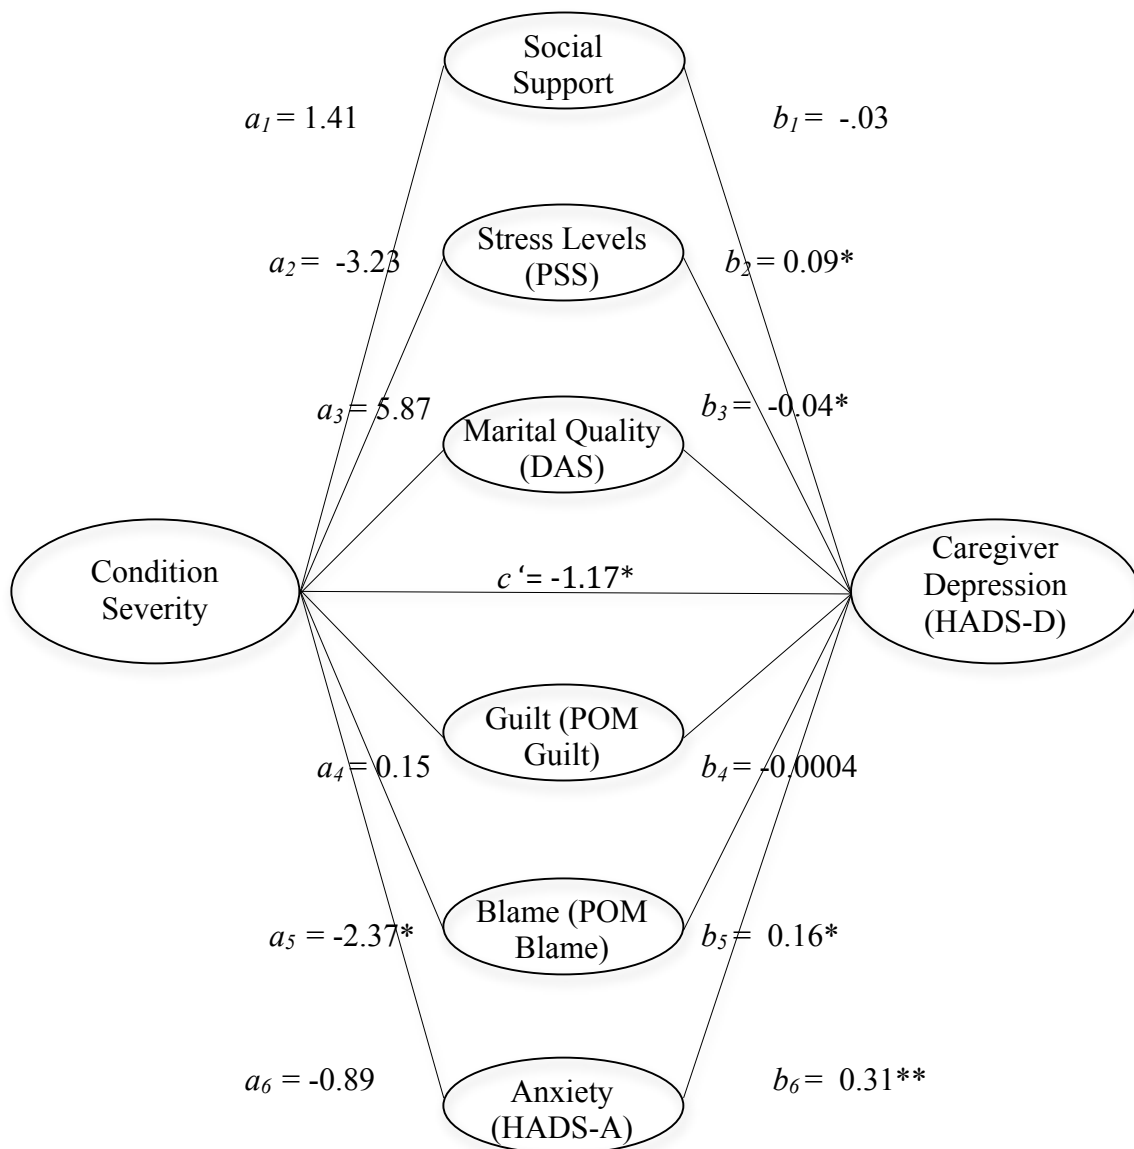 Social
Support
a1 = 1.41
b1 = -.03
Stress Levels
(PSS)
a2 = -3.23
b2 = 0.09*
a3 = 5.87
b3 = -0.04*
Marital Quality
(DAS)
Condition
Severity
c‘= -1.17*
Caregiver
Depression
(HADS-D)
Guilt (POM
Guilt)
a4 = 0.15
b4 = -0.0004
Blame (POM
Blame)
a5 = -2.37*
b5 = 0.16*
a6 = -0.89
b6 = 0.31**
Anxiety
(HADS-A)